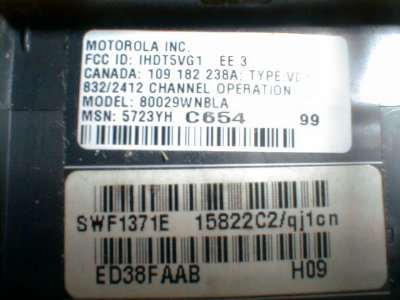 MOTOROLA INC.
FCC ID: IHDT5VG1 EE 3
CANADA: 109 182 238A; TYPE
832/2412 CHANNEL OPERATION
MODEL: 80029WNBLA
MSN: 5723YH C654 99
SWF1371E 15822C2/qj1cn
ED38FAAB H09